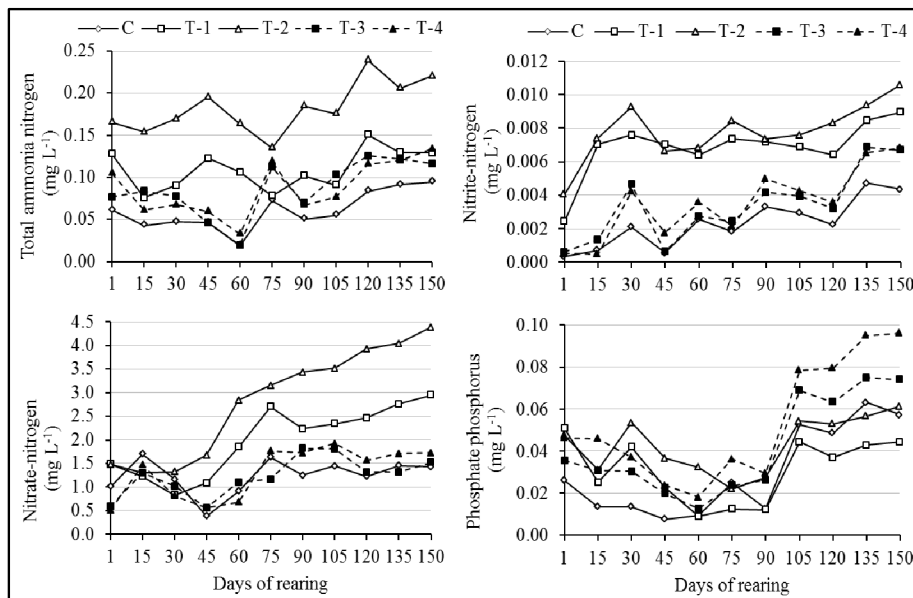 C T-1 T-2 T-3 T-4
Total ammonia nitrogen
(mg L-1)
0.25
0.20
0.15
0.10
0.05
0.00
1 15 30 45 60 75 90 105 120 135 150
C T-1 T-2 T-3 T-4
Nitrite-nitrogen
(mg L-1)
0.012
0.010
0.008
0.006
0.004
0.002
0.000
1 15 30 45 60 75 90 105 120 135 150
Nitrate-nitrogen
(mg L-1)
4.5
4.0
3.5
3.0
2.5
2.0
1.5
1.0
0.5
0.0
1 15 30 45 60 75 90 105 120 135 150
Days of rearing
Phosphate phosphorus
(mg L-1)
0.10
0.08
0.06
0.04
0.02
0.00
1 15 30 45 60 75 90 105 120 135 150
Days of rearing